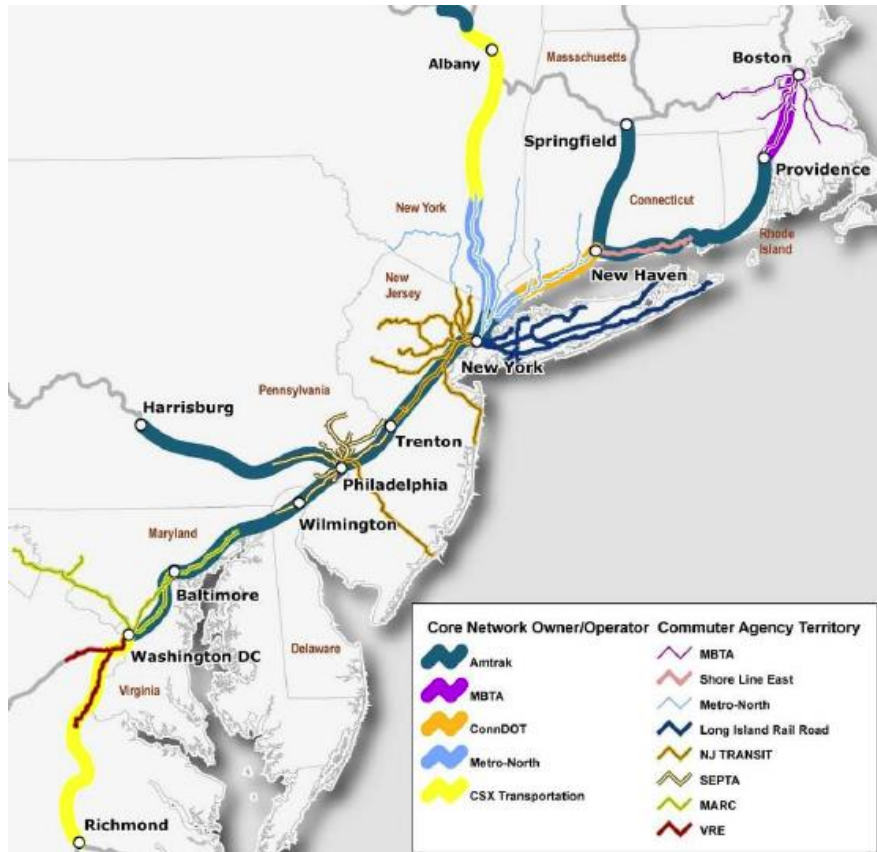 Albany
Massachusetts
Boston
Springfield
Providence
Connecticut
New York
Rhode
Island
New Haven
New
Jersey
New York
Pennsylvania
Harrisburg
Trenton
Philadelphia
Wilmington
Maryland
Baltimore
Washington DC
Delaware
Virginia
Richmond
Core Network Owner/Operator
Amtrak
MBTA
ConnDOT
Metro-North
CSX Transportation
Commuter Agency Territory
MBTA
Shore Line East
Metro-North
Long Island Rail Road
NJ TRANSIT
SEPTA
MARC
VRE